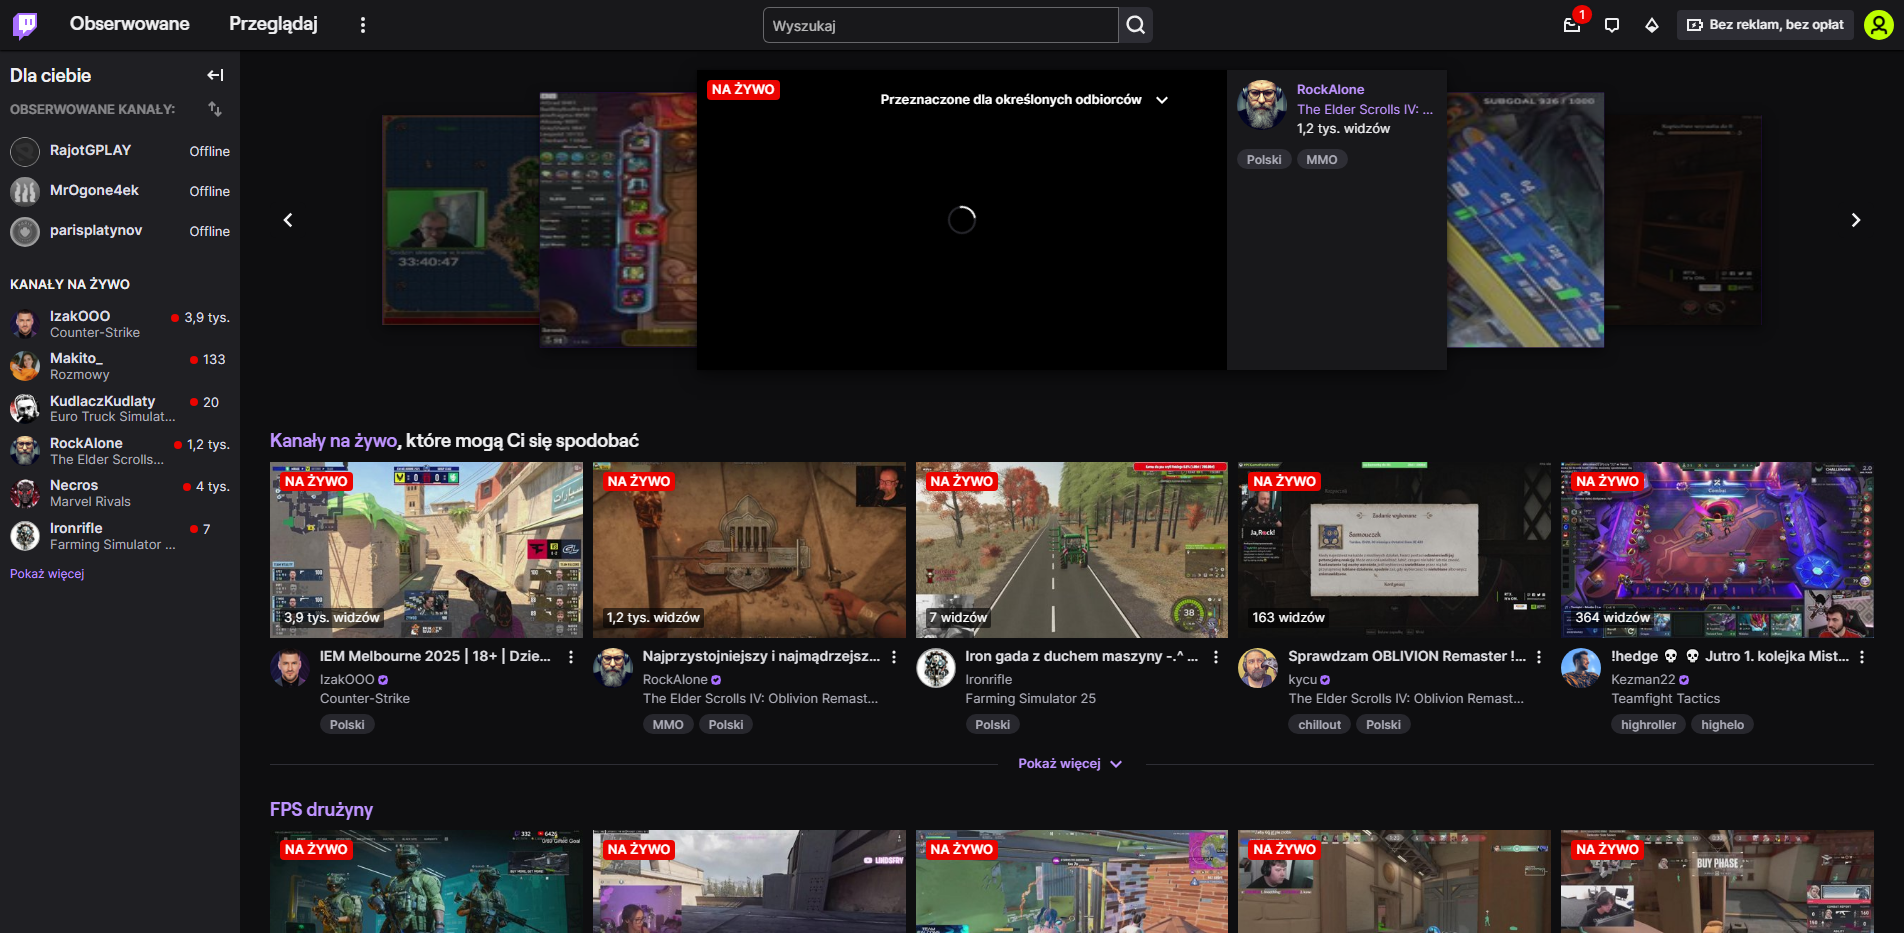 Obserwowane
Przeglądaj
Wyszukaj
1
Bez reklam, bez opłat
Dla ciebie
OBSERWOWANE KANAŁY:
RajotGPLAY Offline
MrOgone4ek Offline
parisplatynov Offline
KANAŁY NA ŻYWO
IzakOOO 3,9 tys.
Counter-Strike
Makito_ 133
Rozmowy
KudlaczKudlaty 20
Euro Truck Simulat...
RockAlone 1,2 tys.
The Elder Scrolls...
Necros 4 tys.
Marvel Rivals
Ironrifle 7
Farming Simulator ...
Pokaż więcej
33:40:47
NA ŻYWO
Przeznaczone dla określonych odbiorców
RockAlone
The Elder Scrolls IV: ...
1,2 tys. widzów
Polski MMO
SUBGOAL 926 / 1000
Kanały na żywo, które mogą Ci się spodobać
NA ŻYWO
3,9 tys. widzów
IEM Melbourne 2025 | 18+ | Dzie...
IzakOOO
Counter-Strike
Polski
NA ŻYWO
1,2 tys. widzów
Najprzystojniejszy i najmądrzejsz...
RockAlone
The Elder Scrolls IV: Oblivion Remast...
MMO Polski
NA ŻYWO
38
7 widzów
Iron gada z duchem maszyny -.^ ...
Ironrifle
Farming Simulator 25
Polski
NA ŻYWO
Ja,Rock!
Zadanie wykonane
Samouczek
163 widzów
Sprawdzam OBLIVION Remaster !...
kycu
The Elder Scrolls IV: Oblivion Remast...
chillout Polski
NA ŻYWO
364 widzów
!hedge 💀 💀 Jutro 1. kolejka Mist...
Kezman22
Teamfight Tactics
highroller highelo
Pokaż więcej
FPS drużyny
NA ŻYWO
332
NA ŻYWO
LINDSFRY
NA ŻYWO
NA ŻYWO
NA ŻYWO
BUY PHASE